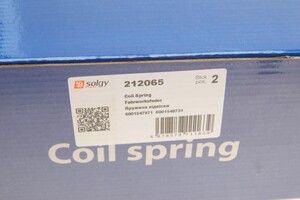 solgy
212065
Stück
pcs.
2
Coil Spring
Fahrwerksfeder
Пружина підвіски
Coil spring